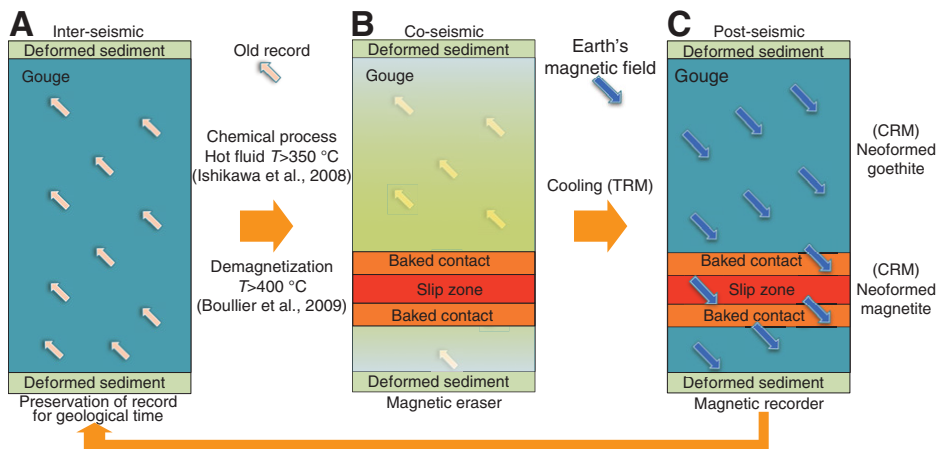 A
Inter-seismic
Deformed sediment
Gouge
Deformed sediment
Preservation of record
for geological time
Old record
Chemical process
Hot fluid T>350 °C
(Ishikawa et al., 2008)
Demagnetization
T>400 °C
(Boullier et al., 2009)
B
Co-seismic
Deformed sediment
Gouge
Baked contact
Slip zone
Baked contact
Deformed sediment
Magnetic eraser
Earth's
magnetic field
Cooling (TRM)
C
Post-seismic
Deformed sediment
Gouge
Baked contact
Slip zone
Baked contact
Deformed sediment
Magnetic recorder
(CRM)
Neoformed
goethite
(CRM)
Neoformed
magnetite